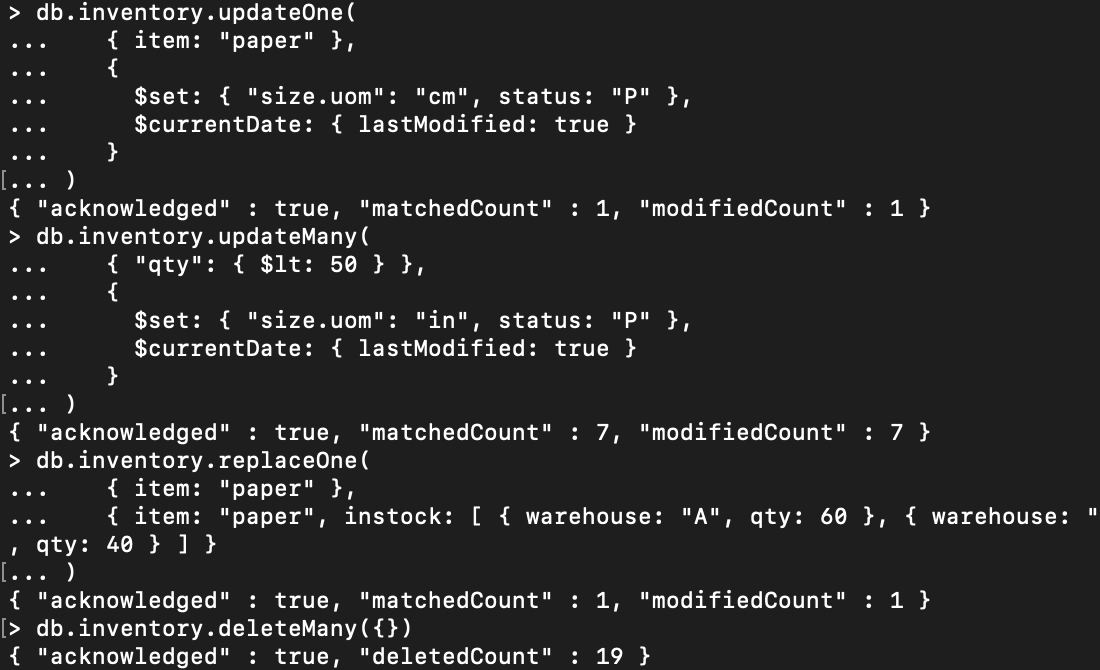 > db.inventory.updateOne(
...    { item: "paper" },
...    {
...      $set: { "size.uom": "cm", status: "P" },
...      $currentDate: { lastModified: true }
...    }
[... )
{ "acknowledged" : true, "matchedCount" : 1, "modifiedCount" : 1 }
> db.inventory.updateMany(
...    { "qty": { $lt: 50 } },
...    {
...      $set: { "size.uom": "in", status: "P" },
...      $currentDate: { lastModified: true }
...    }
[... )
{ "acknowledged" : true, "matchedCount" : 7, "modifiedCount" : 7 }
> db.inventory.replaceOne(
...    { item: "paper" },
...    { item: "paper", instock: [ { warehouse: "A", qty: 60 }, { warehouse: "
, qty: 40 } ] }
[... )
{ "acknowledged" : true, "matchedCount" : 1, "modifiedCount" : 1 }
[> db.inventory.deleteMany({})
{ "acknowledged" : true, "deletedCount" : 19 }